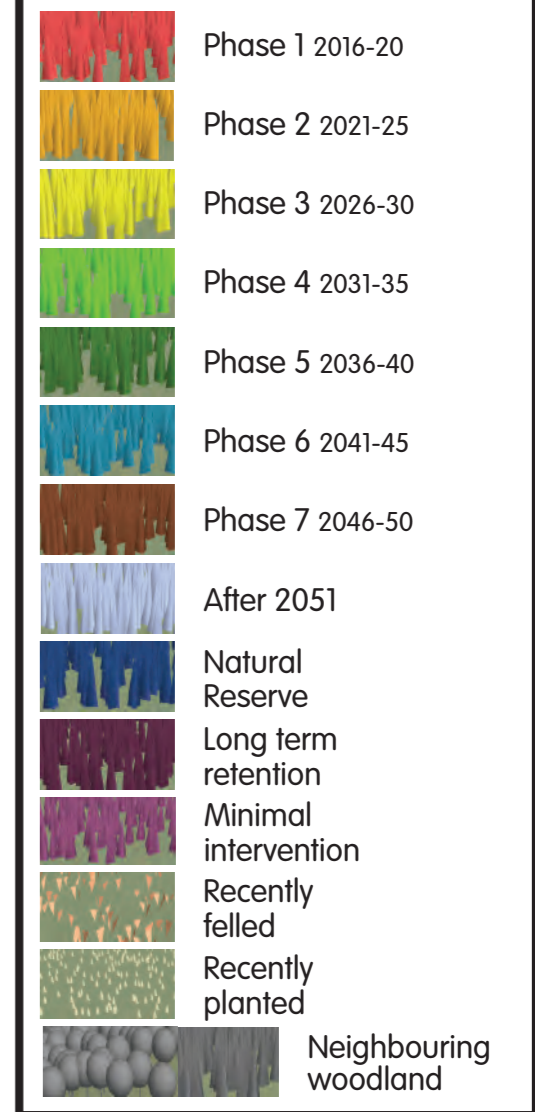 Phase 1 2016-20
Phase 2 2021-25
Phase 3 2026-30
Phase 4 2031-35
Phase 5 2036-40
Phase 6 2041-45
Phase 7 2046-50
After 2051
Natural
Reserve
Long term
retention
Minimal
intervention
Recently
felled
Recently
planted
Neighbouring
woodland